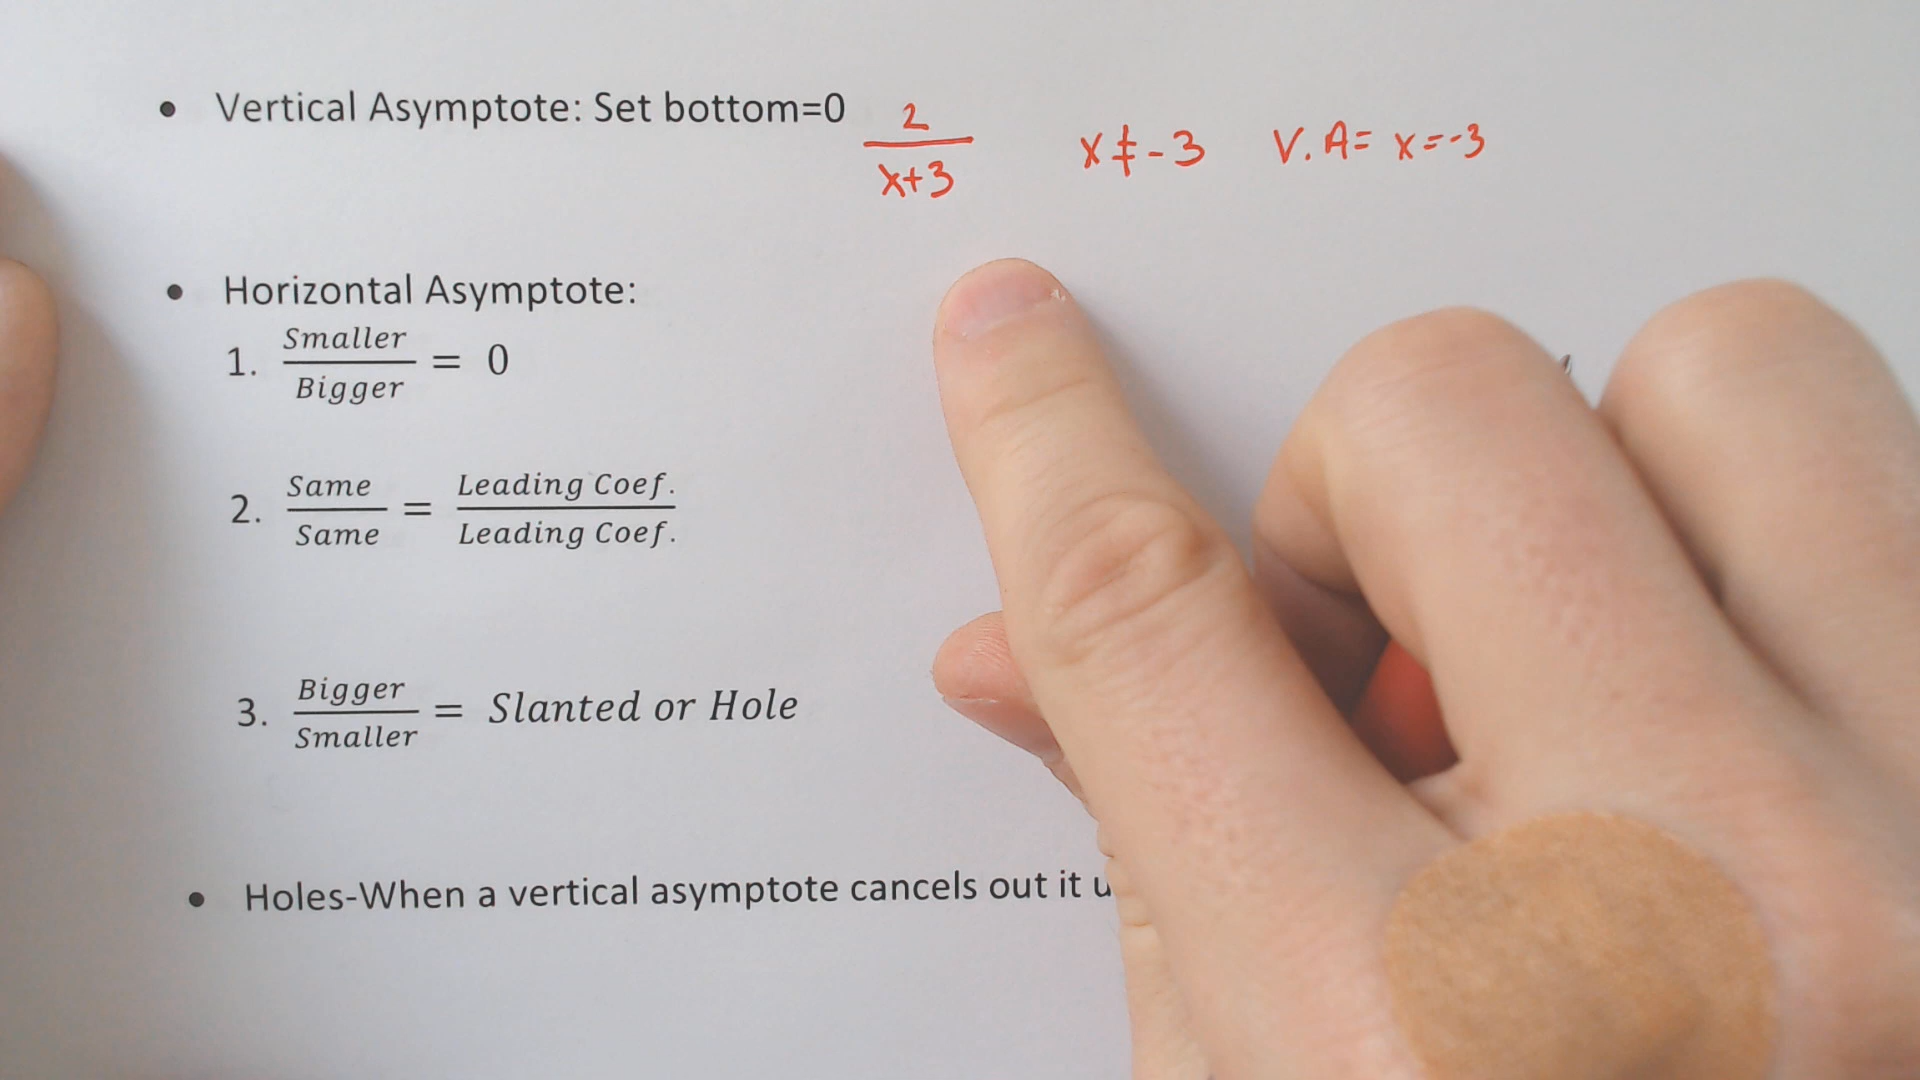 • Vertical Asymptote: Set bottom=0 2/x+3 x≠-3 V.A= x=-3
• Horizontal Asymptote:
1. Smaller/Bigger = 0
2. Same/Same = Leading Coef./Leading Coef.
3. Bigger/Smaller = Slanted or Hole
• Holes-When a vertical asymptote cancels out it